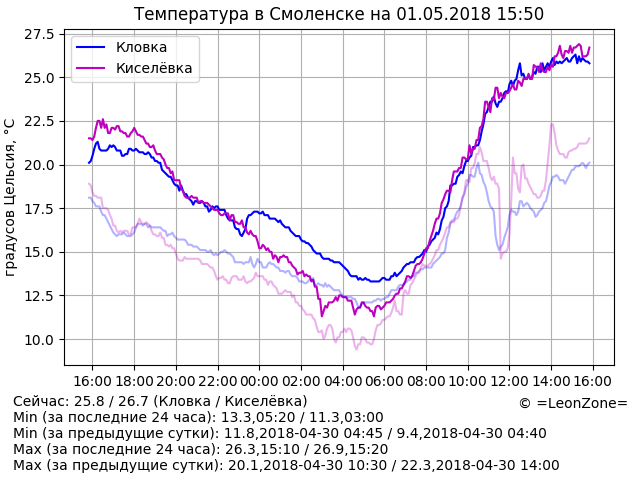 Температура в Смоленске на 01.05.2018 15:50
Кловка
Киселёвка
градусов Цельсия, °C
27.5
25.0
22.5
20.0
17.5
15.0
12.5
10.0
16:00 18:00 20:00 22:00 00:00 02:00 04:00 06:00 08:00 10:00 12:00 14:00 16:00
Сейчас: 25.8 / 26.7 (Кловка / Киселёвка)
© =LeonZone=
Min (за последние 24 часа): 13.3,05:20 / 11.3,03:00
Min (за предыдущие сутки): 11.8,2018-04-30 04:45 / 9.4,2018-04-30 04:40
Max (за последние 24 часа): 26.3,15:10 / 26.9,15:20
Max (за предыдущие сутки): 20.1,2018-04-30 10:30 / 22.3,2018-04-30 14:00